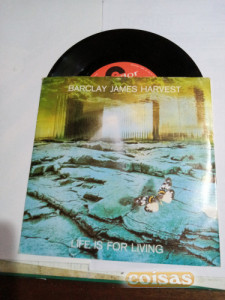 BARCLAY JAMES HARVEST
LIFE IS FOR LIVING
coisas